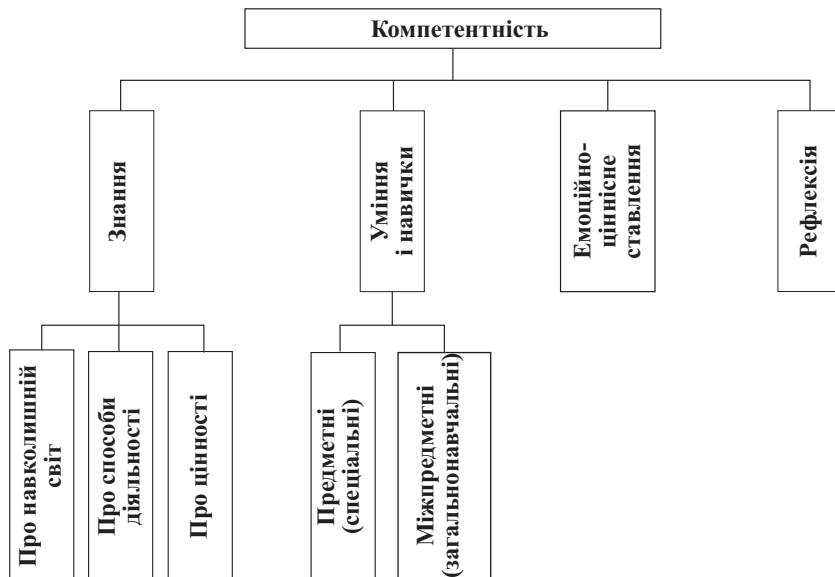 Компетентність
Знання
Уміння
і навички
Емоційно-
ціннісне
ставлення
Рефлексія
Про навколишній
світ
Про способи
діяльності
Про цінності
Предметні
(спеціальні)
Міжпредметні
(загальнонавчальні)